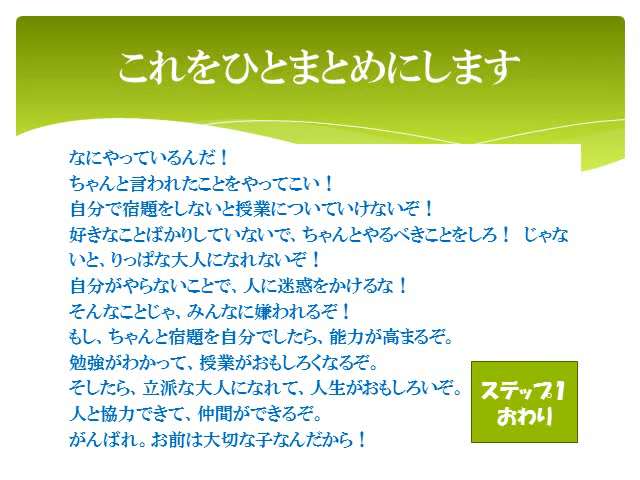 これをひとまとめにします
なにやっているんだ！
ちゃんと言われたことをやってこい！
自分で宿題をしないと授業についていけないぞ！
好きなことばかりしていないで、ちゃんとやるべきことをしろ！　じゃな
いと、りっぱな大人になれないぞ！
自分がやらないことで、人に迷惑をかけるな！
そんなことじゃ、みんなに嫌われるぞ！
もし、ちゃんと宿題を自分でしたら、能力が高まるぞ。
勉強がわかって、授業がおもしろくなるぞ。
そしたら、立派な大人になれて、人生がおもしろいぞ。
人と協力できて、仲間ができるぞ。
がんばれ。お前は大切な子なんだから！
ステップ１
おわり